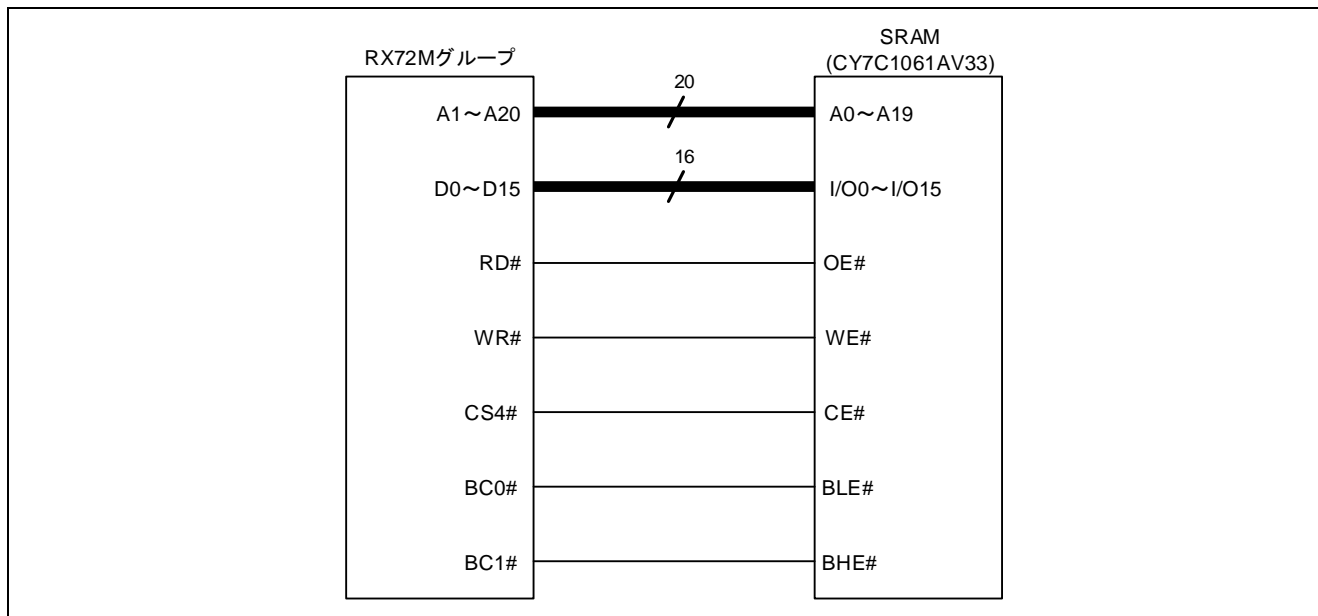 RX72Mグループ
SRAM
(CY7C1061AV33)
20
A1～A20
A0～A19
16
D0～D15
I/O0～I/O15
RD#
OE#
WR#
WE#
CS4#
CE#
BC0#
BLE#
BC1#
BHE#